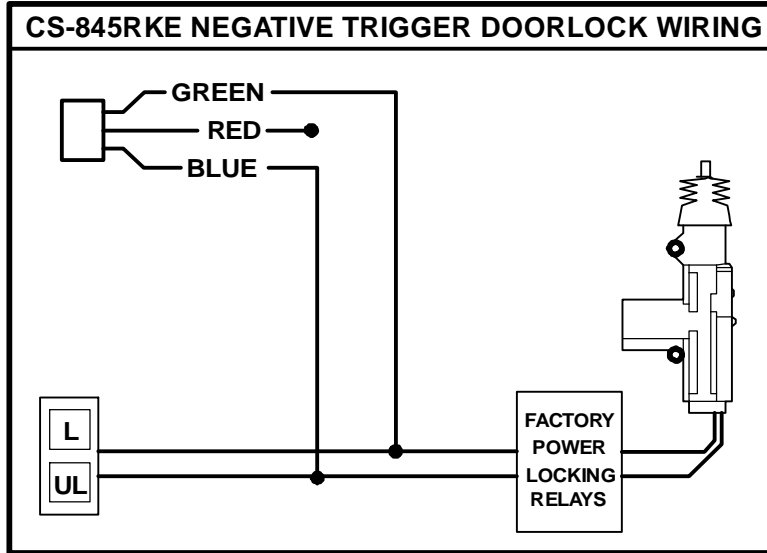 CS-845RKE NEGATIVE TRIGGER DOORLOCK WIRING
GREEN
RED
BLUE
L
UL
FACTORY
POWER
LOCKING
RELAYS